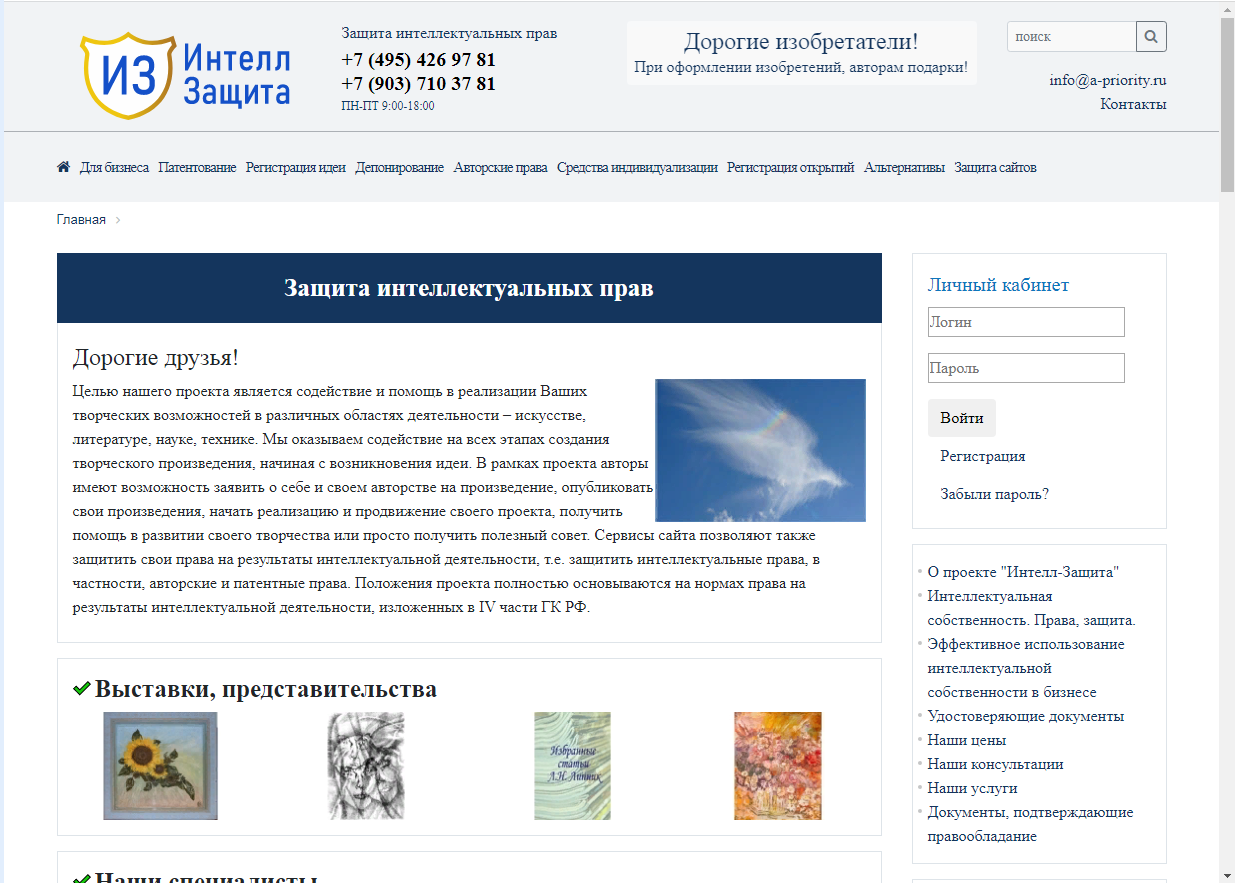 ИЗ
Интелл
Защита
Защита интеллектуальных прав
+7 (495) 426 97 81
+7 (903) 710 37 81
ПН-ПТ 9:00-18:00
Дорогие изобретатели!
При оформлении изобретений, авторам подарки!
поиск
info@a-priority.ru
Контакты
Для бизнеса Патентование Регистрация идеи Депонирование Авторские права Средства индивидуализации Регистрация открытий Альтернативы Защита сайтов
Главная
Защита интеллектуальных прав
Дорогие друзья!
Целью нашего проекта является содействие и помощь в реализации Ваших
творческих возможностей в различных областях деятельности – искусстве,
литературе, науке, технике. Мы оказываем содействие на всех этапах создания
творческого произведения, начиная с возникновения идеи. В рамках проекта авторы
имеют возможность заявить о себе и своем авторстве на произведение, опубликовать
свои произведения, начать реализацию и продвижение своего проекта, получить
помощь в развитии своего творчества или просто получить полезный совет. Сервисы сайта позволяют также
защитить свои права на результаты интеллектуальной деятельности, т.е. защитить интеллектуальные права, в
частности, авторские и патентные права. Положения проекта полностью основываются на нормах права на
результаты интеллектуальной деятельности, изложенных в IV части ГК РФ.
Выставки, представительства
Избранные
статьи
Л.Н. Линник
Наши специалисты
Личный кабинет
Логин
Пароль
Войти
Регистрация
Забыли пароль?
О проекте "Интелл-Защита"
Интеллектуальная
собственность. Права, защита.
Эффективное использование
интеллектуальной
собственности в бизнесе
Удостоверяющие документы
Наши цены
Наши консультации
Наши услуги
Документы, подтверждающие
правообладание